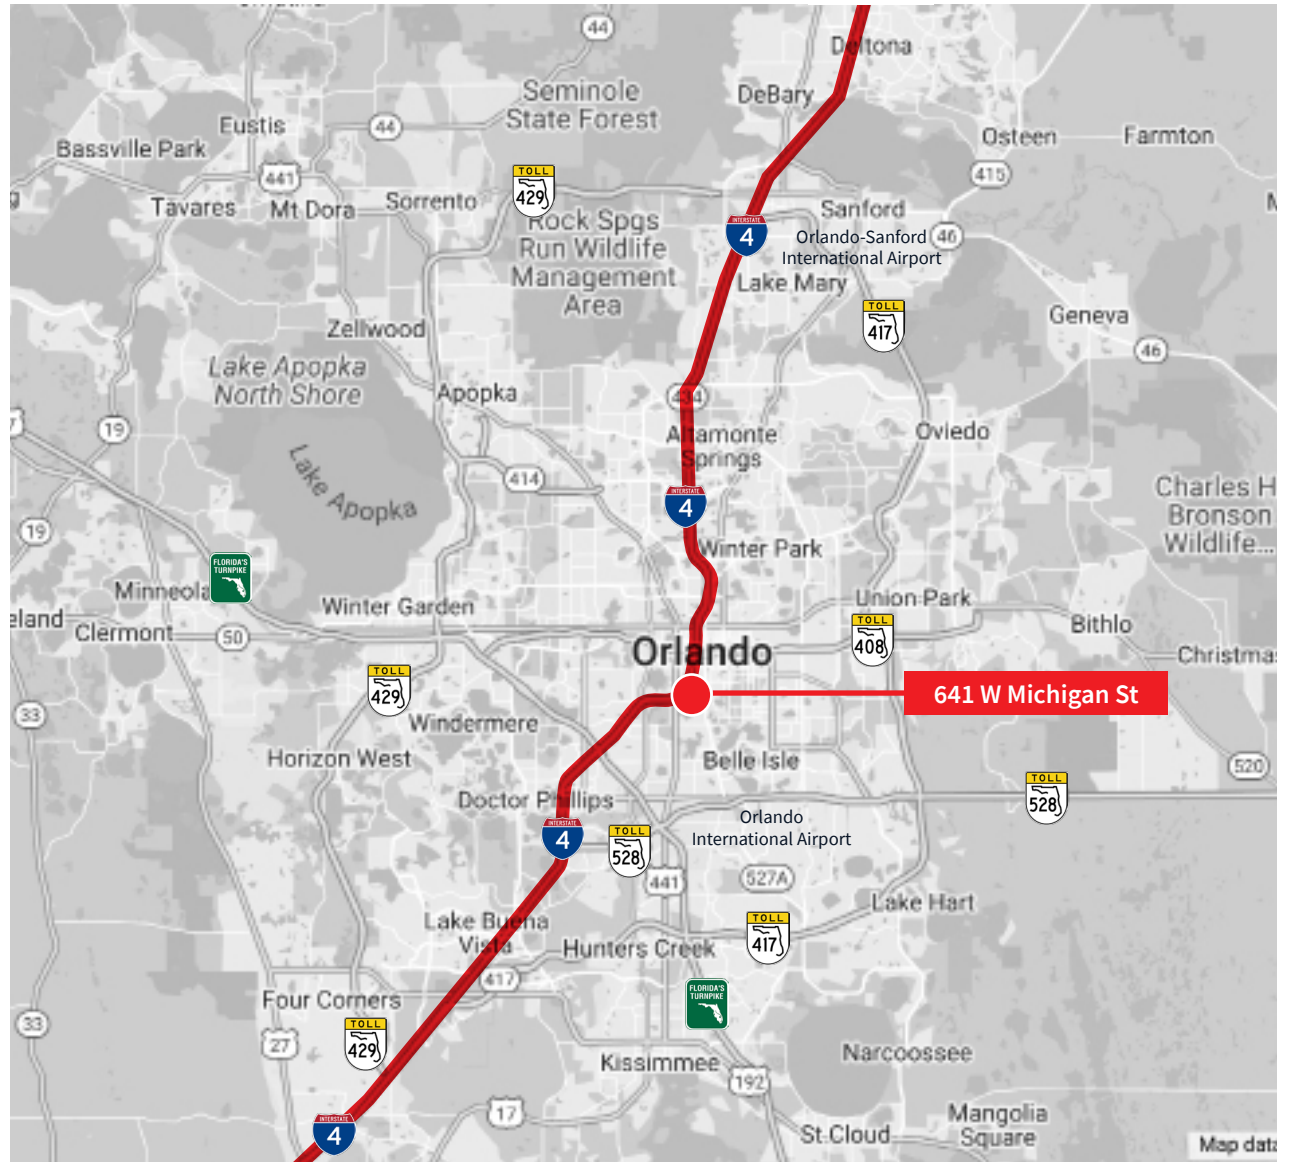 44
Deltona
DeBary
Seminole
State Forest
Eustis
44
Osteen
Farmton
Bassville Park
441
415
TOLL
429
Sorrento
Tavares
Mt Dora
Sanford
Rock Spgs
Run Wildlife
Management
Area
INTERSTATE
4
Orlando-Sanford
International Airport
46
Lake Mary
TOLL
417
Geneva
Zellwood
46
Lake Apopka
North Shore
Apopka
434
19
Altamonte
Springs
Oviedo
414
Lake Apopka
INTERSTATE
4
Charles H
Bronson
Wildlife...
19
Winter Park
FLORIDA'S
TURNPIKE
Minneola
Winter Garden
Union Park
eland
Clermont
50
TOLL
408
Bithlo
Orlando
Christmas
TOLL
429
641 W Michigan St
33
Windermere
Horizon West
Belle Isle
520
Doctor Phillips
TOLL
528
Orlando
International Airport
INTERSTATE
4
TOLL
528
441
527A
Lake Hart
Lake Buena
Vista
Hunters Creek
TOLL
417
417
Four Corners
FLORIDA'S
TURNPIKE
33
27
TOLL
429
Kissimmee
Narcoossee
192
17
INTERSTATE
4
St Cloud
Mangolia
Square
Map data